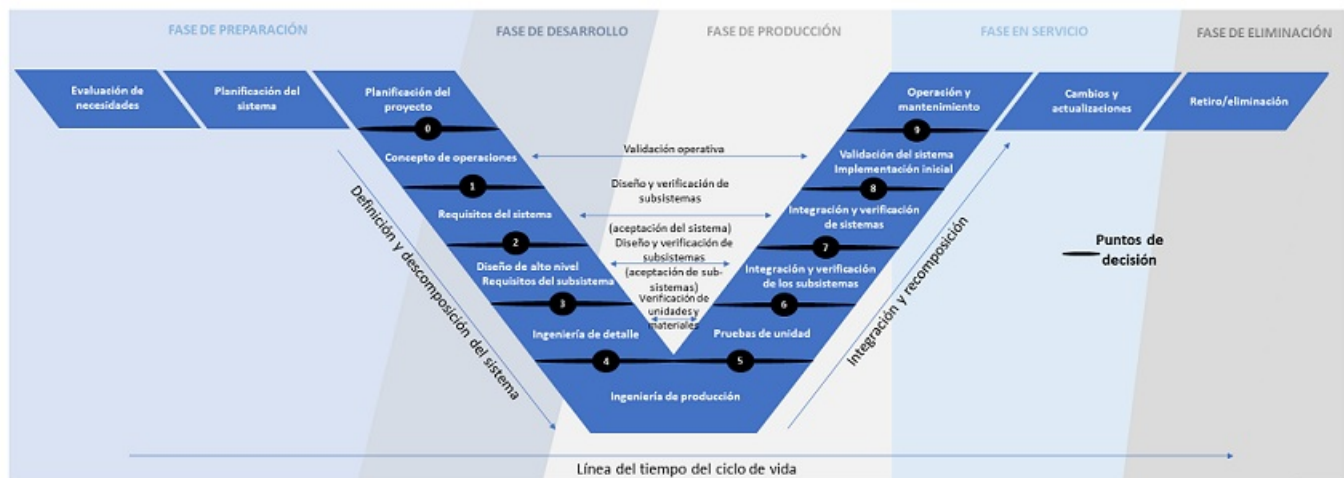 FASE DE PREPARACIÓN
FASE DE DESARROLLO
FASE DE PRODUCCIÓN
FASE EN SERVICIO
FASE DE ELIMINACIÓN
Evaluación de
necesidades
Planificación del
sistema
Planificación del
proyecto
0
Concepto de operaciones
1
Requisitos del sistema
2
Diseño de alto nivel
Requisitos del subsistema
3
Ingeniería de detalle
4
Ingeniería de producción
5
Pruebas de unidad
6
Integración y verificación
de los subsistemas
7
Integración y verificación
de sistemas
8
Validación del sistema
Implementación inicial
9
Operación y
mantenimiento
Cambios y
actualizaciones
Retiro/eliminación
Validación operativa
Diseño y verificación de
subsistemas
(aceptación del sistema)
Diseño y verificación de
subsistemas
(aceptación de sub-
sistemas)
Verificación de
unidades y
materiales
Definición y descomposición del sistema
Integración y recomposición
Puntos de
decisión
Línea del tiempo del ciclo de vida